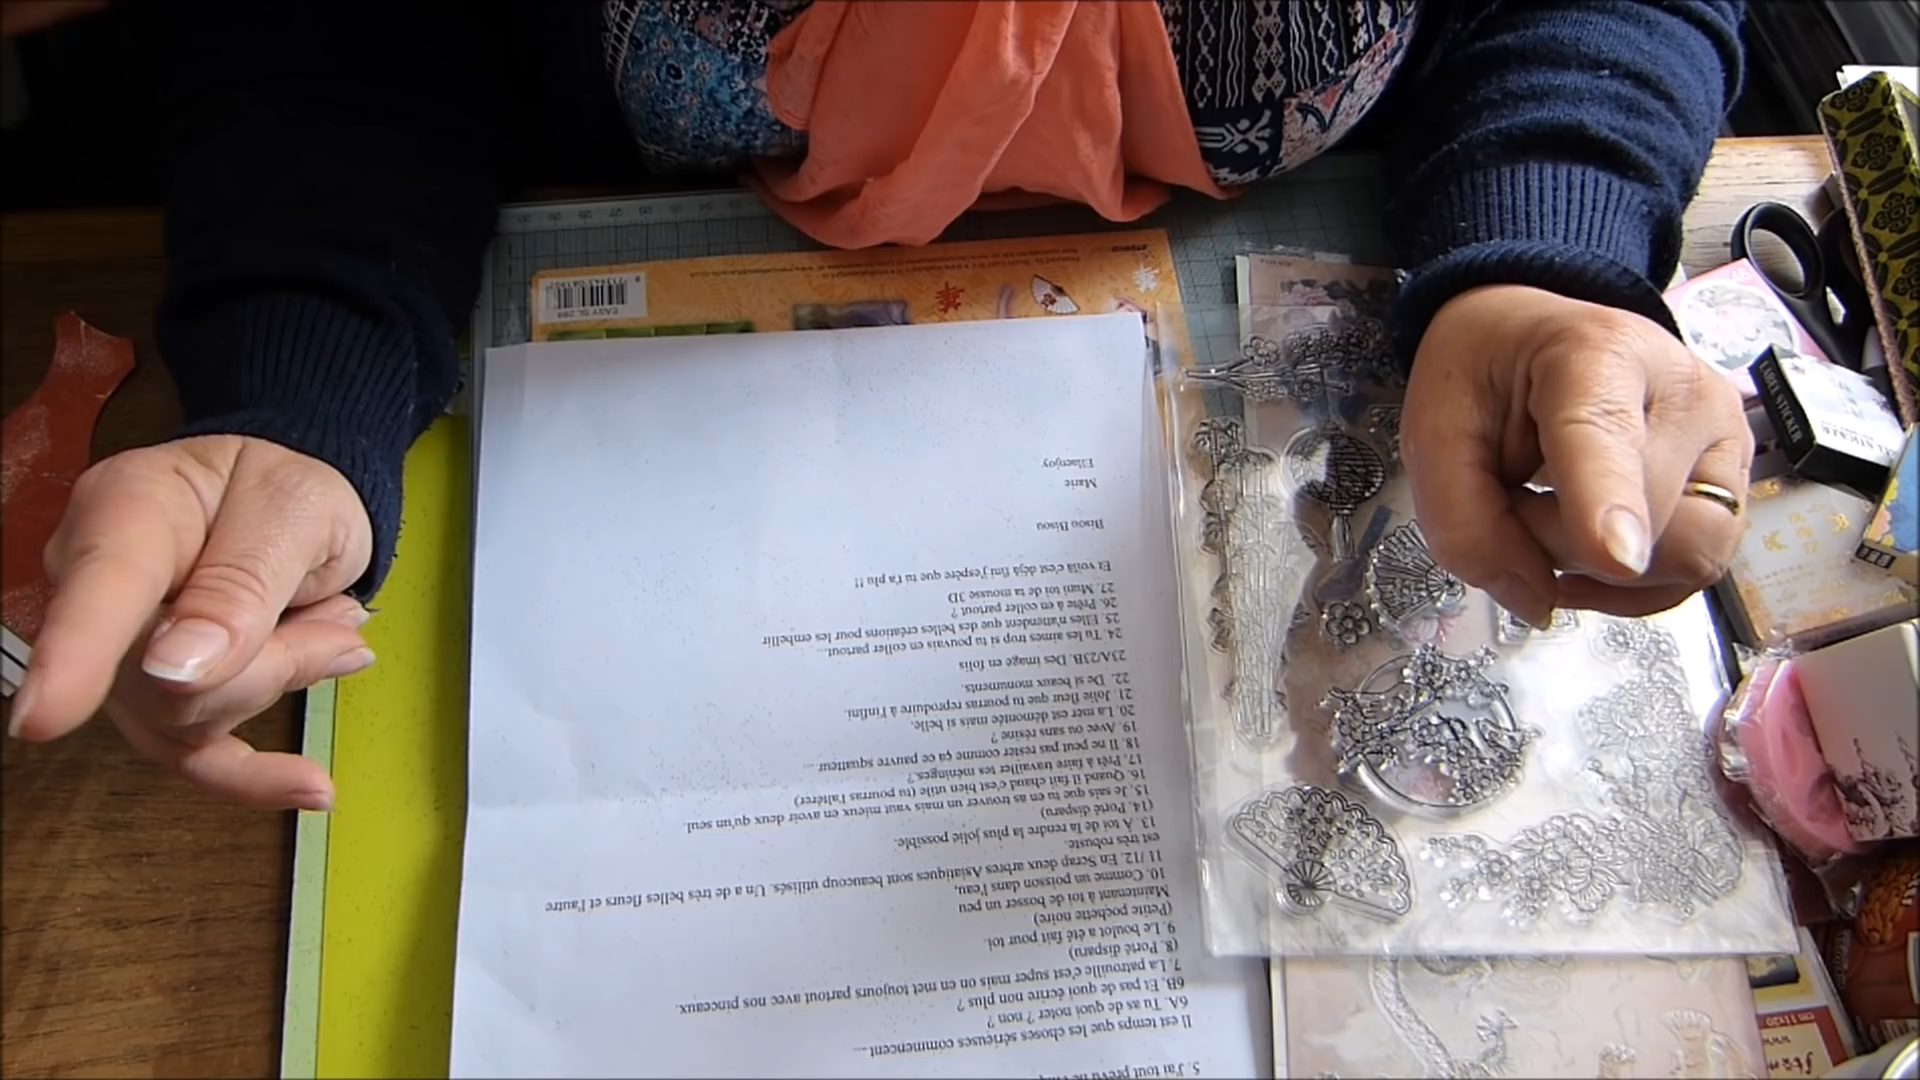 5. J'ai tout prévu ne
Il est temps que les choses sérieuses commencent…
6A. Tu as de quoi noter ? non ?
6B. Et pas de quoi écrire non plus ?
7. La patrouille c'est super mais on en met toujours partout avec nos pinceaux.
(8. Porté disparu)
9. Le boulot a été fait pour toi.
(Petite pochette noire)
Maintenant à toi de bosser un peu
10. Comme un poisson dans l'eau,
11/12. En Scrap deux arbres Asiatiques sont beaucoup utilisés. Un a de très belles fleurs et l'autre
est très robuste.
13. À toi de la rendre la plus jolie possible.
(14. Porté disparu)
15. Je sais que tu en as trouver un mais vaut mieux en avoir deux qu'un seul.
16. Quand il fait chaud c'est bien utile (tu pourras l'altérer)
17. Prêt à faire travailler tes méninges ?
18. Il ne peut pas rester comme ça ce pauvre squatteur…
19. Avec ou sans résine ?
20. La mer est démontée mais si belle.
21. Jolie fleur que tu pourras reproduire à l'infini.
22. De si beaux monuments.
23A/23B. Des image en folis
24. Tu les aimes trop si tu pouvais en coller partout…
25. Elles n'attendent que des belles créations pour les embellir
26. Prête à en coller partout ?
27. Muni toi de ta mousse 3D
Et voilà c'est déjà fini j'espère que t'a plu !!
Bisou Bisou
Marie
Eilaenjoy
EASY SL 288
STUDIO
LABEL STICKER